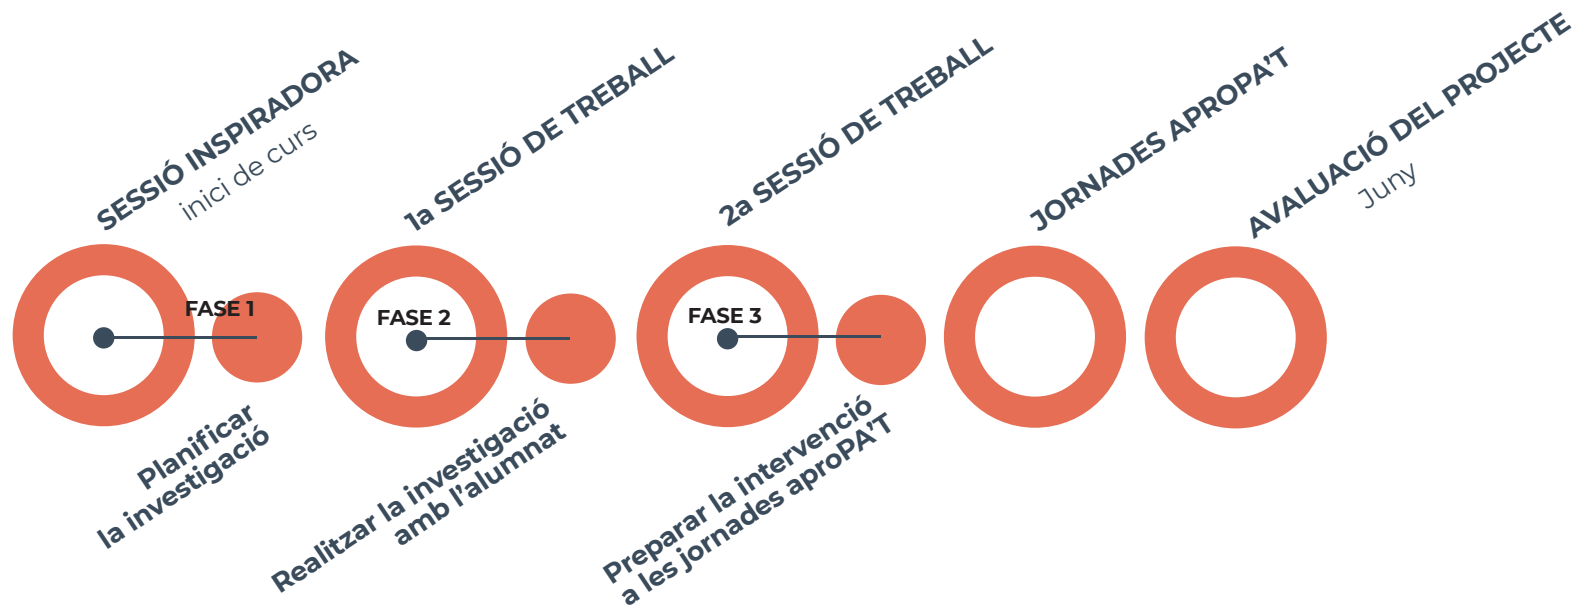 SESSIÓ INSPIRADORA
inici de curs
1a SESSIÓ DE TREBALL
2a SESSIÓ DE TREBALL
JORNADES APROPA’T
AVALUACIÓ DEL PROJECTE
Juny
FASE 1
FASE 2
FASE 3
Planificar
la investigació
Realitzar la investigació
amb l’alumnat
Preparar la intervenció
a les jornades aproPA’T